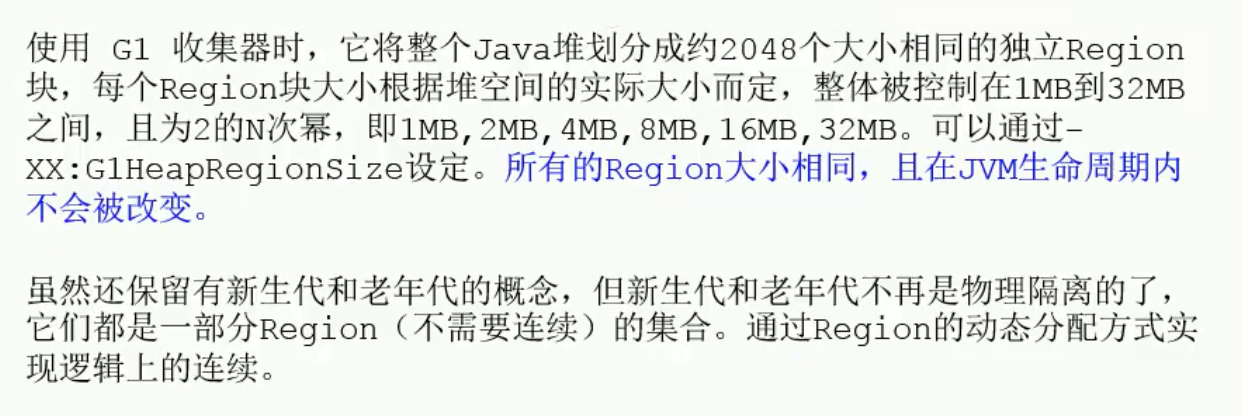 使用 G1 收集器时，它将整个Java堆划分成约2048个大小相同的独立Region
块，每个Region块大小根据堆空间的实际大小而定，整体被控制在1MB到32MB
之间，且为2的N次幂，即1MB,2MB,4MB,8MB,16MB,32MB。可以通过-
XX:G1HeapRegionSize设定。所有的Region大小相同，且在JVM生命周期内
不会被改变。
虽然还保留有新生代和老年代的概念，但新生代和老年代不再是物理隔离的了，
它们都是一部分Region（不需要连续）的集合。通过Region的动态分配方式实
现逻辑上的连续。